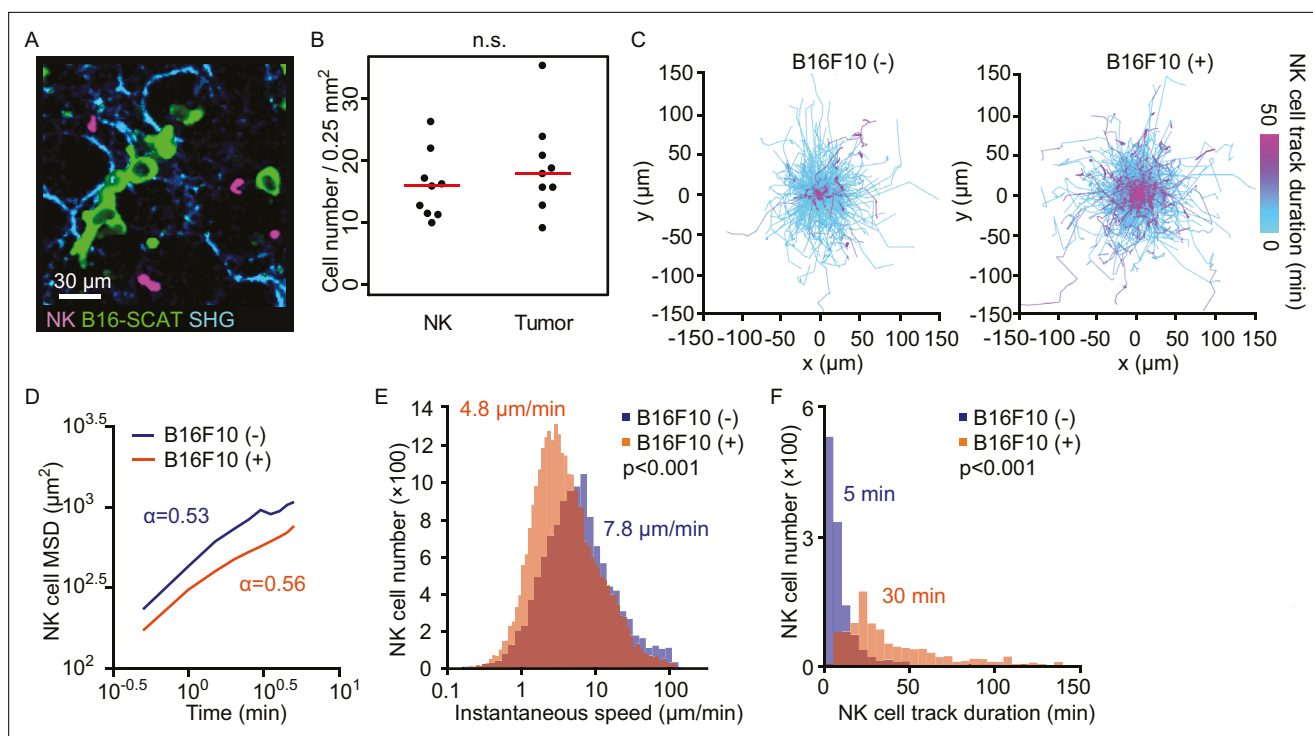 A
30 µm
NK B16-SCAT SHG
B
n.s.
Cell number / 0.25 mm²
30
20
10
0
NK Tumor
C
B16F10 (-)
150
100
50
0
-50
-100
-150
y (µm)
-150 -100 -50 0 50 100 150
x (µm)
B16F10 (+)
150
100
50
0
-50
-100
-150
y (µm)
-150 -100 -50 0 50 100 150
x (µm)
50
0
NK cell track duration (min)
D
NK cell MSD (µm²)
10^3.5
10^3
10^2.5
10^2
B16F10 (-)
B16F10 (+)
α=0.53
α=0.56
10^-0.5 10^0 10^0.5 10^1
Time (min)
E
NK cell number (×100)
14
13
10
8
6
4
2
0
4.8 µm/min
B16F10 (-)
B16F10 (+)
p<0.001
7.8 µm/min
0.1 1 10 100
Instantaneous speed (µm/min)
F
NK cell number (×100)
6
3
0
B16F10 (-)
B16F10 (+)
p<0.001
5 min
30 min
0 50 100 150
NK cell track duration (min)